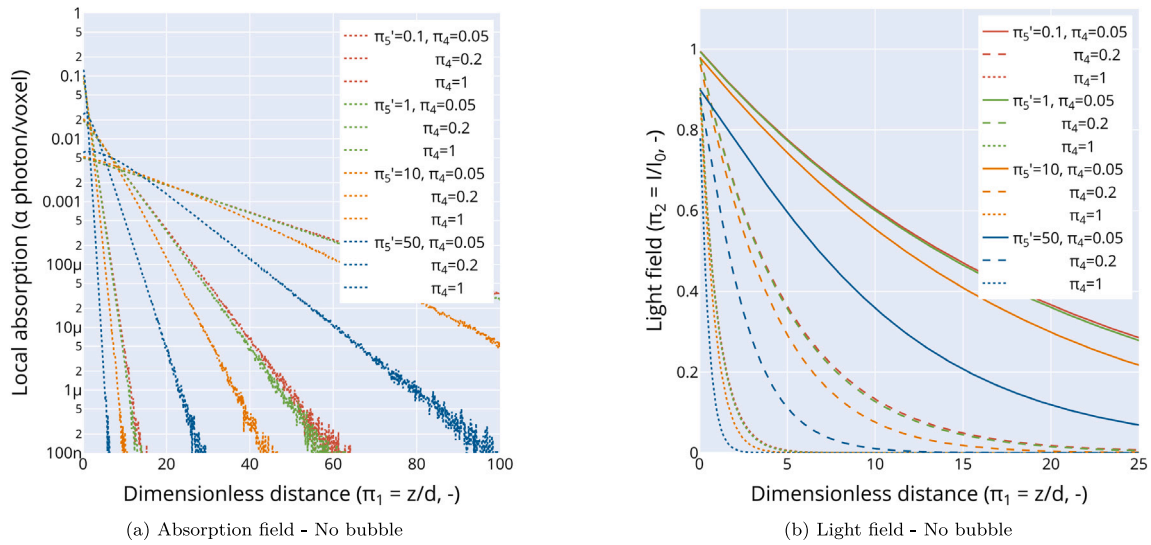 1
5
2
0.1
5
2
0.01
5
2
0.001
5
2
100μ
5
2
10μ
5
2
1μ
5
2
100n
Local absorption (α photon/voxel)
π5'=0.1, π4=0.05
π4=0.2
π4=1
π5'=1, π4=0.05
π4=0.2
π4=1
π5'=10, π4=0.05
π4=0.2
π4=1
π5'=50, π4=0.05
π4=0.2
π4=1
0 20 40 60 80 100
Dimensionless distance (π1 = z/d, -)
(a) Absorption field - No bubble
1
0.8
0.6
0.4
0.2
0
Light field (π2 = I/I0, -)
π5'=0.1, π4=0.05
π4=0.2
π4=1
π5'=1, π4=0.05
π4=0.2
π4=1
π5'=10, π4=0.05
π4=0.2
π4=1
π5'=50, π4=0.05
π4=0.2
π4=1
0 5 10 15 20 25
Dimensionless distance (π1 = z/d, -)
(b) Light field - No bubble